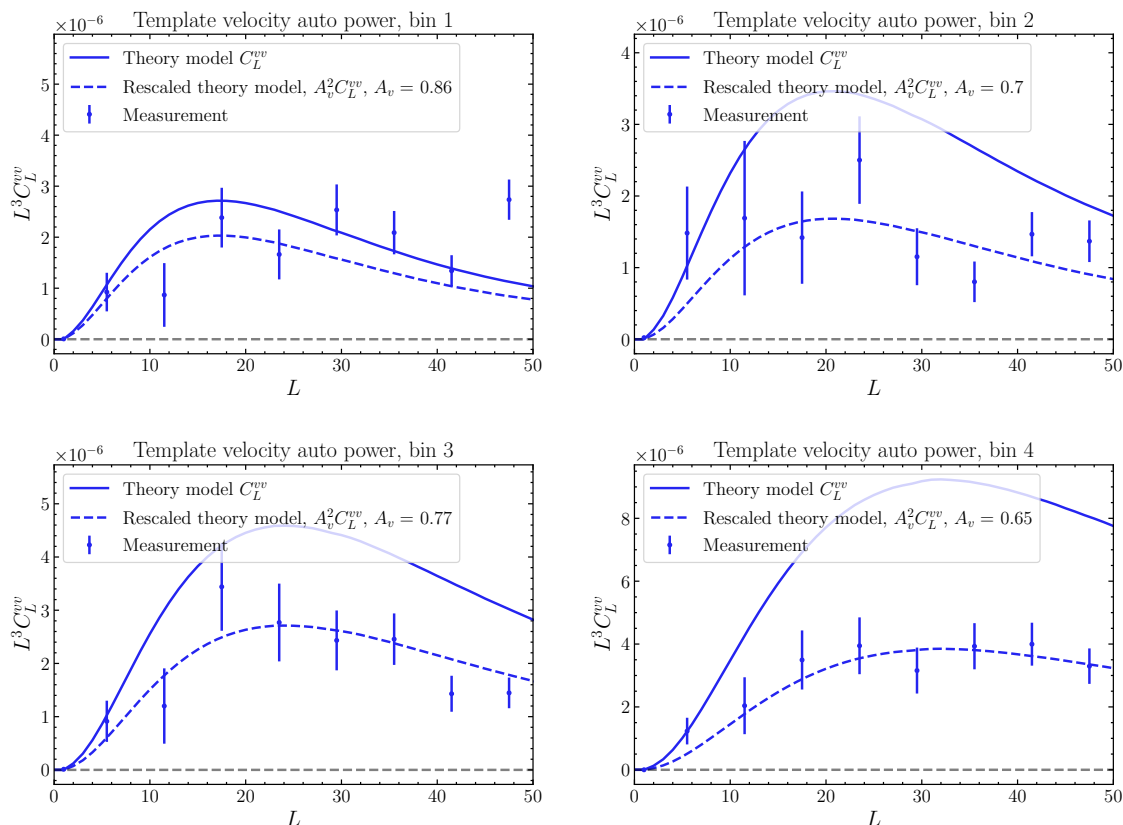 ×10⁻⁶ Template velocity auto power, bin 1
Theory model $C_L^{vv}$
Rescaled theory model, $A_v^2 C_L^{vv}$, $A_v = 0.86$
Measurement
$L^3 C_L^{vv}$
5
4
3
2
1
0
0 10 20 30 40 50
$L$
×10⁻⁶ Template velocity auto power, bin 2
Theory model $C_L^{vv}$
Rescaled theory model, $A_v^2 C_L^{vv}$, $A_v = 0.7$
Measurement
$L^3 C_L^{vv}$
4
3
2
1
0
0 10 20 30 40 50
$L$
×10⁻⁶ Template velocity auto power, bin 3
Theory model $C_L^{vv}$
Rescaled theory model, $A_v^2 C_L^{vv}$, $A_v = 0.77$
Measurement
$L^3 C_L^{vv}$
5
4
3
2
1
0
0 10 20 30 40 50
$L$
×10⁻⁶ Template velocity auto power, bin 4
Theory model $C_L^{vv}$
Rescaled theory model, $A_v^2 C_L^{vv}$, $A_v = 0.65$
Measurement
$L^3 C_L^{vv}$
8
6
4
2
0
0 10 20 30 40 50
$L$